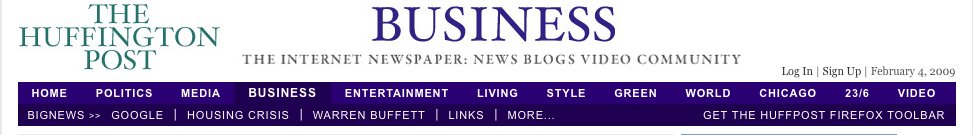 THE
HUFFINGTON
POST
BUSINESS
THE INTERNET NEWSPAPER: NEWS BLOGS VIDEO COMMUNITY
Log In | Sign Up | February 4, 2009
HOME POLITICS MEDIA BUSINESS ENTERTAINMENT LIVING STYLE GREEN WORLD CHICAGO 23/6 VIDEO
BIGNEWS >> GOOGLE | HOUSING CRISIS | WARREN BUFFETT | LINKS | MORE... GET THE HUFFPOST FIREFOX TOOLBAR